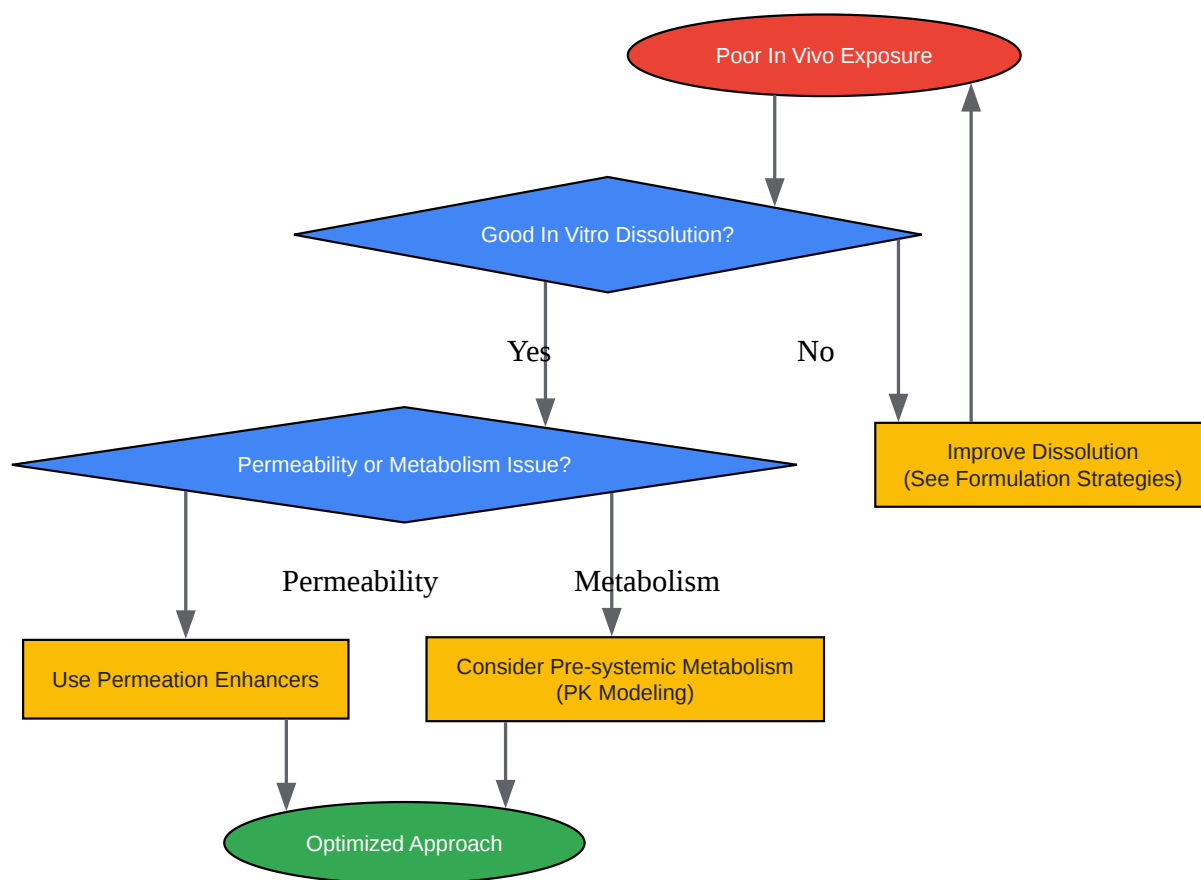 Poor In Vivo Exposure
Good In Vitro Dissolution?
Yes
No
Permeability or Metabolism Issue?
Improve Dissolution
(See Formulation Strategies)
Permeability
Metabolism
Use Permeation Enhancers
Consider Pre-systemic Metabolism
(PK Modeling)
Optimized Approach